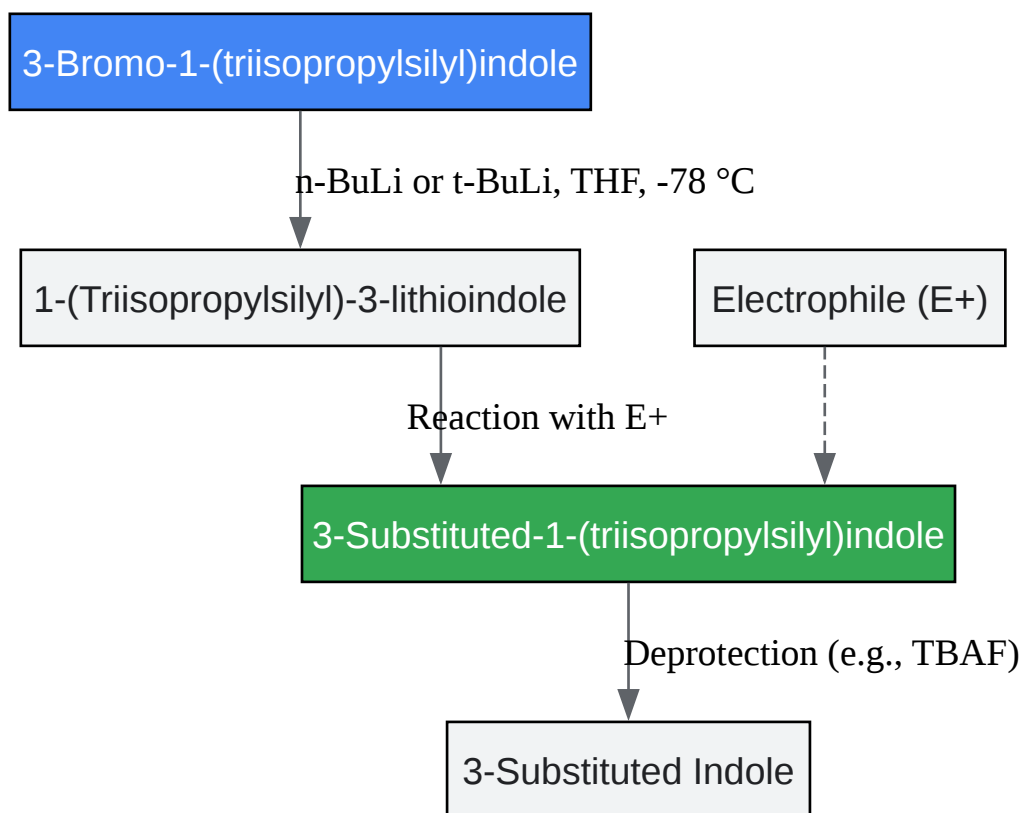 3-Bromo-1-(triisopropylsilyl)indole
n-BuLi or t-BuLi, THF, -78 °C
1-(Triisopropylsilyl)-3-lithioindole
Electrophile (E+)
Reaction with E+
3-Substituted-1-(triisopropylsilyl)indole
Deprotection (e.g., TBAF)
3-Substituted Indole